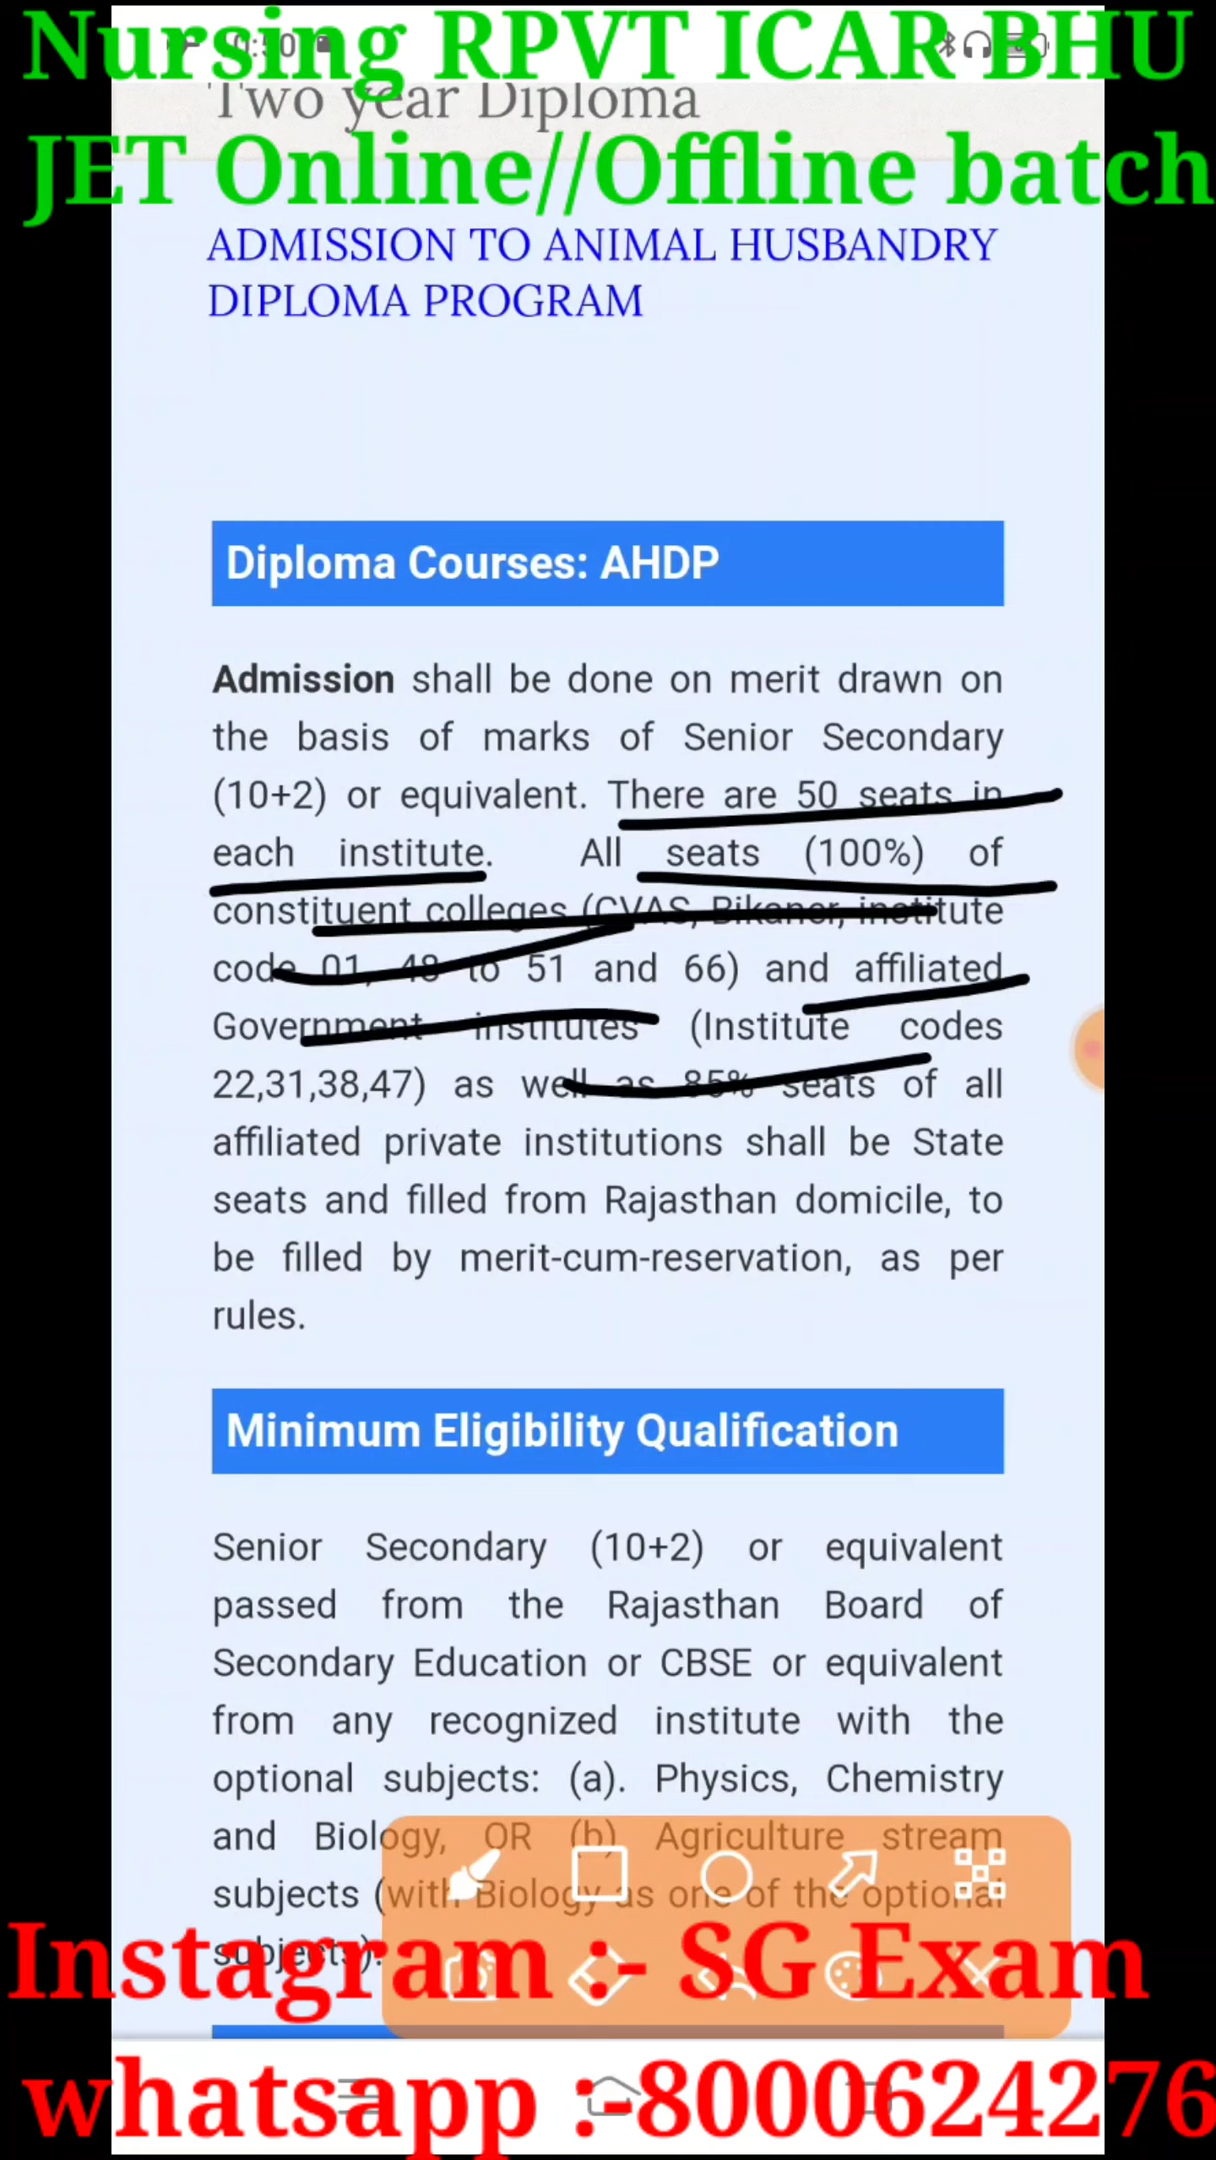 Nursing RPVT ICAR BHU
Two year Diploma
JET Online//Offline batch
ADMISSION TO ANIMAL HUSBANDRY
DIPLOMA PROGRAM
Diploma Courses: AHDP
Admission shall be done on merit drawn on
the basis of marks of Senior Secondary
(10+2) or equivalent. There are 50 seats in
each institute. All seats (100%) of
constituent colleges (CVAS, Bikaner, institute
code 01, 48 to 51 and 66) and affiliated
Government institutes (Institute codes
22,31,38,47) as well as 85% seats of all
affiliated private institutions shall be State
seats and filled from Rajasthan domicile, to
be filled by merit-cum-reservation, as per
rules.
Minimum Eligibility Qualification
Senior Secondary (10+2) or equivalent
passed from the Rajasthan Board of
Secondary Education or CBSE or equivalent
from any recognized institute with the
optional subjects: (a). Physics, Chemistry
and Biology, OR (b) Agriculture stream
subjects (with Biology as one of the optional
subjects).
Instagram :- SG Exam
whatsapp :-8000624276